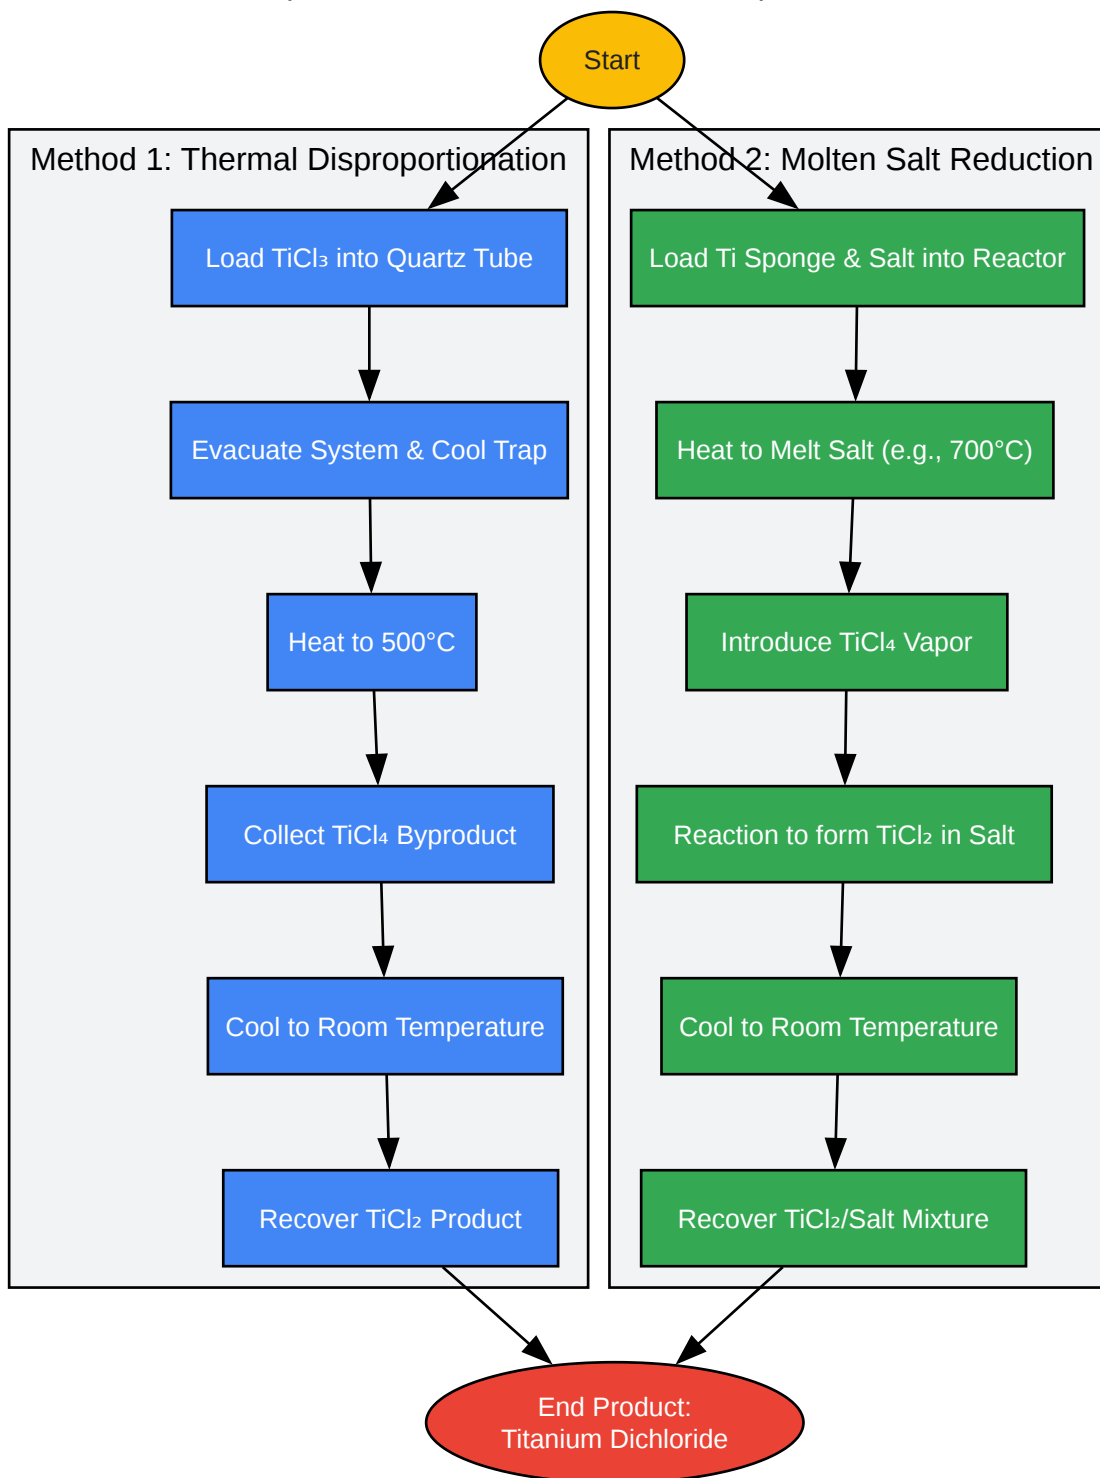 Start
Method 1: Thermal Disproportionation
Load TiCl₃ into Quartz Tube
Evacuate System & Cool Trap
Heat to 500°C
Collect TiCl₄ Byproduct
Cool to Room Temperature
Recover TiCl₂ Product
Method 2: Molten Salt Reduction
Load Ti Sponge & Salt into Reactor
Heat to Melt Salt (e.g., 700°C)
Introduce TiCl₄ Vapor
Reaction to form TiCl₂ in Salt
Cool to Room Temperature
Recover TiCl₂/Salt Mixture
End Product:
Titanium Dichloride